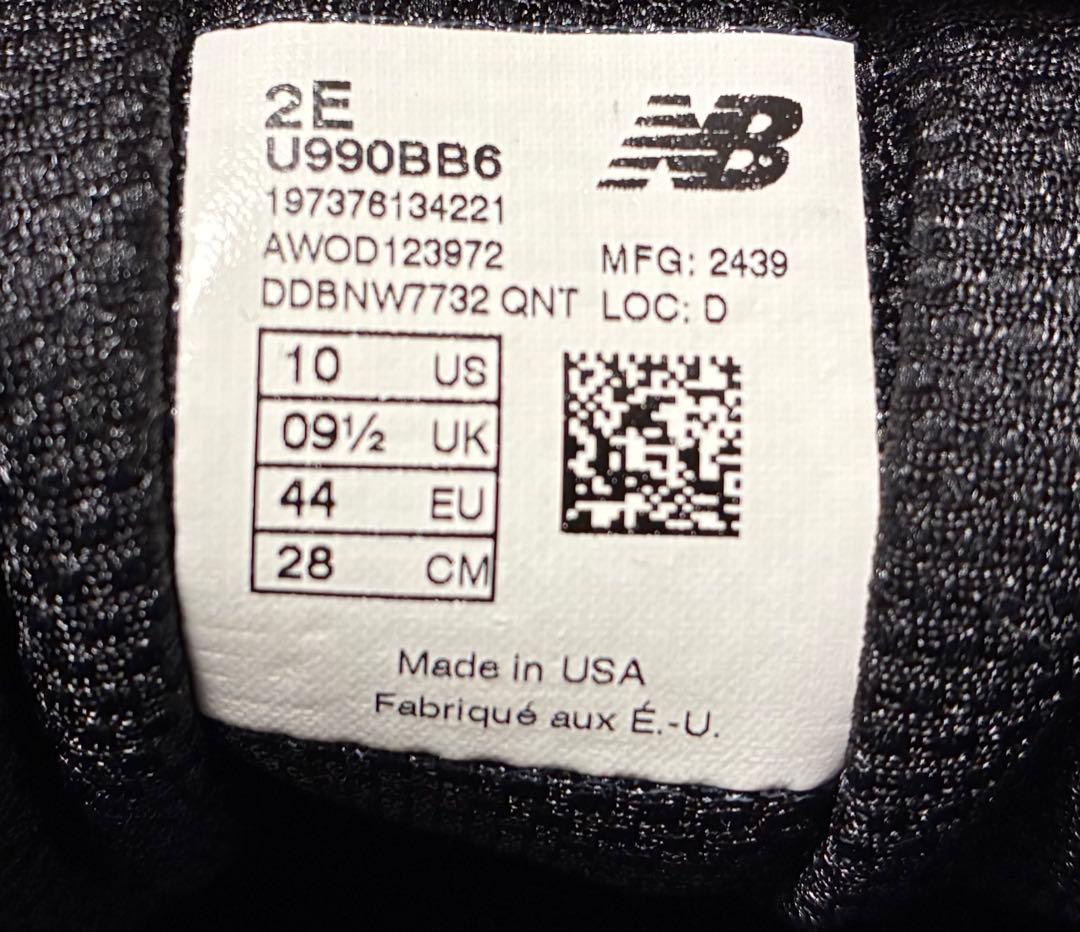 2E
NB
U990BB6
197376134221
AWOD123972 MFG: 2439
DDBNW7732 QNT LOC: D
10 US
09½ UK
44 EU
28 CM
Made in USA
Fabriqué aux É.-U.